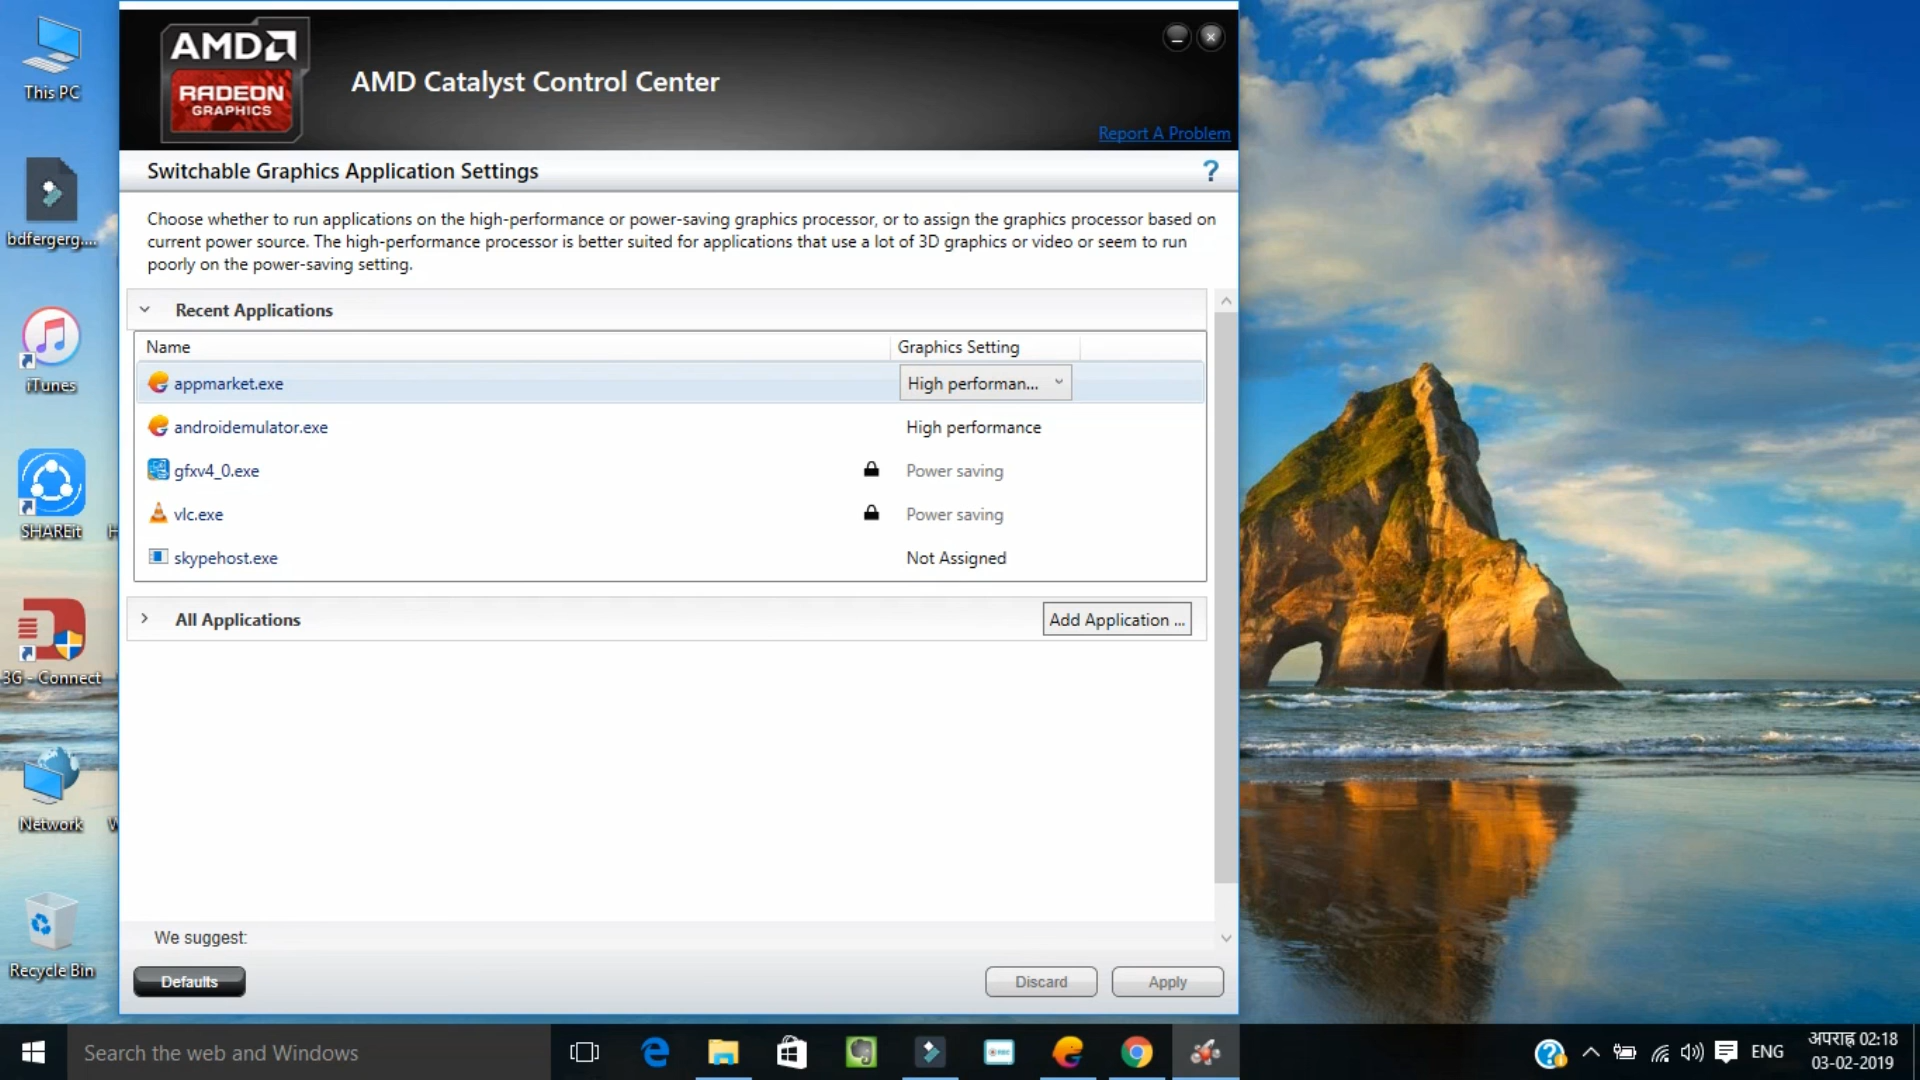 This PC
bdfergerg....
iTunes
SHAREit
3G - Connect
Network
Recycle Bin
AMD
RADEON
GRAPHICS
AMD Catalyst Control Center
Report A Problem
Switchable Graphics Application Settings
?
Choose whether to run applications on the high-performance or power-saving graphics processor, or to assign the graphics processor based on
current power source. The high-performance processor is better suited for applications that use a lot of 3D graphics or video or seem to run
poorly on the power-saving setting.
Recent Applications
Name Graphics Setting
appmarket.exe High performan...
androidemulator.exe High performance
gfxv4_0.exe Power saving
vlc.exe Power saving
skypehost.exe Not Assigned
All Applications Add Application ...
We suggest:
Defaults Discard Apply
Search the web and Windows
ENG
अपराह्न 02:18
03-02-2019